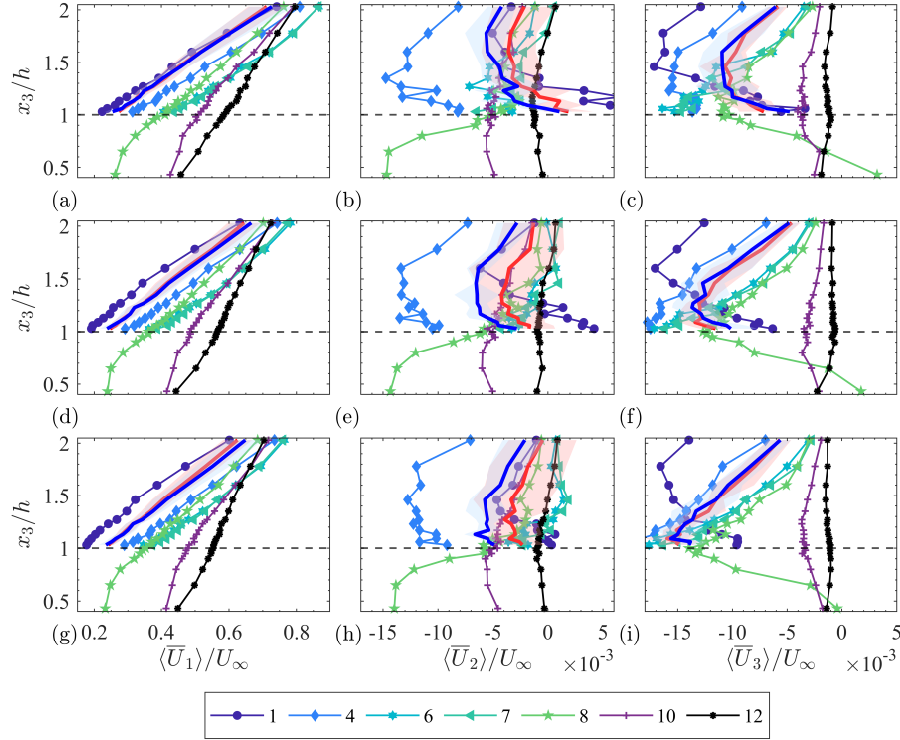 2
1.5
1
0.5
x₃/h
(a) (b) (c)
2
1.5
1
0.5
x₃/h
(d) (e) (f)
2
1.5
1
0.5
x₃/h
(g) 0.2 0.4 0.6 0.8 (h) -15 -10 -5 0 5 (i) -15 -10 -5 0 5
⟨U̅₁⟩/U∞ ⟨U̅₂⟩/U∞ ×10⁻³ ⟨U̅₃⟩/U∞ ×10⁻³
1 4 6 7 8 10 12